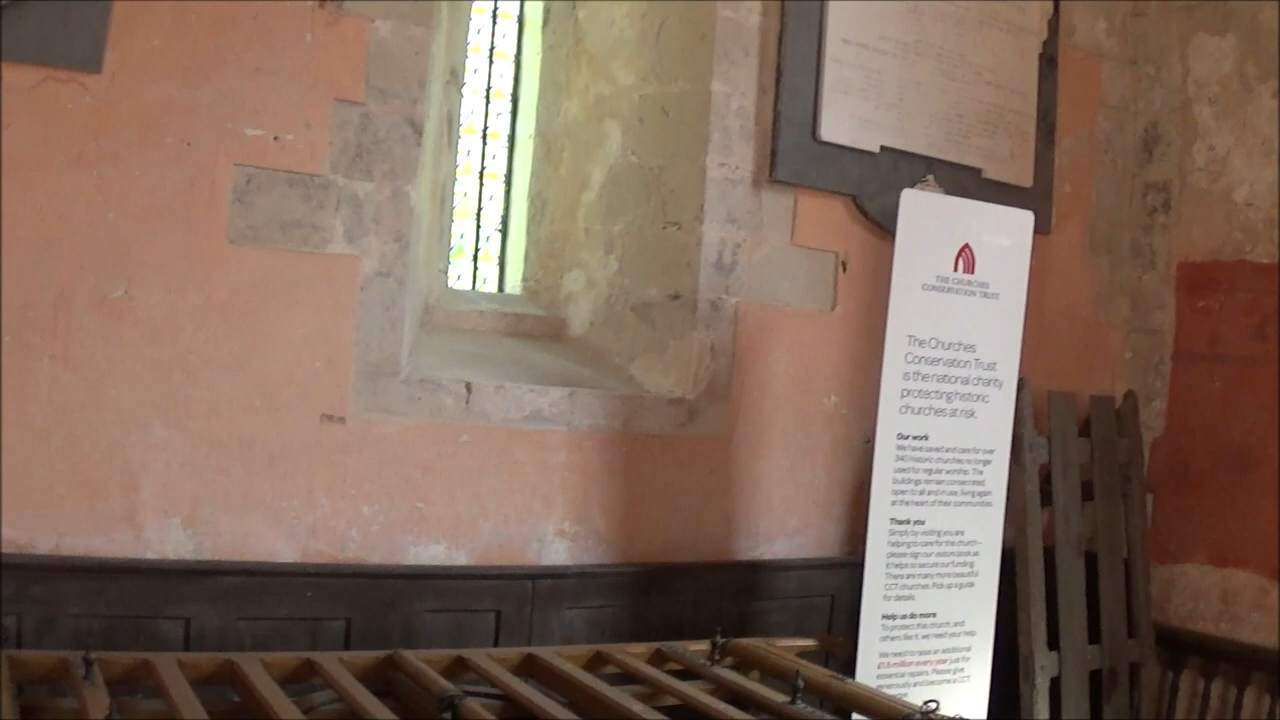 THE CHURCHES
CONSERVATION TRUST
The Churches
Conservation Trust
is the national charity
protecting historic
churches at risk.
Our work
We have saved and care for over
340 historic churches no longer
used for regular worship. The
buildings remain consecrated,
open to all and in use, living again
at the heart of their communities.
Thank you
Simply by visiting you are
helping to care for this church –
please sign our visitors book as
it helps to secure our funding.
There are many more beautiful
CCT churches. Pick up a guide
for details.
Help us do more
To protect this church, and
others like it, we need your help.
We need to raise an additional
£1.5 million every year just for
essential repairs. Please give
generously and become a CCT